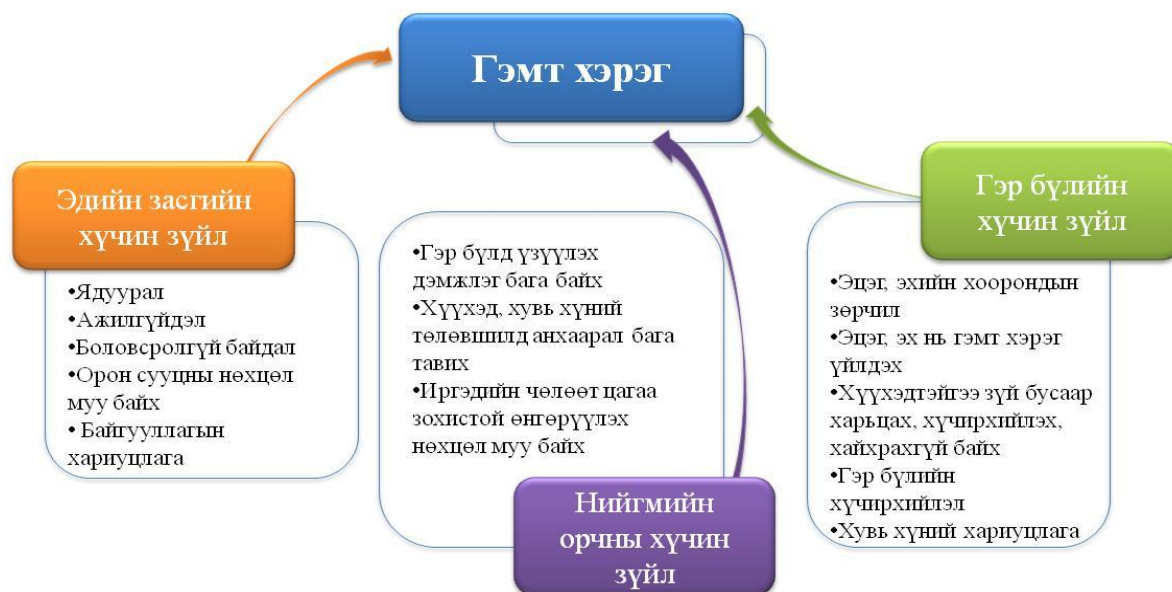 Гэмт хэрэг
Эдийн засгийн
хүчин зүйл
•Ядуурал
•Ажилгүйдэл
•Боловсролгүй байдал
•Орон сууцны нөхцөл
муу байх
• Байгууллагын
хариуцлага
•Гэр бүлд үзүүлэх
дэмжлэг бага байх
•Хүүхэд, хувь хүний
төлөвшилд анхаарал бага
тавих
•Иргэдийн чөлөөт цагаа
зохистой өнгөрүүлэх
нөхцөл муу байх
Нийгмийн
орчны хүчин
зүйл
Гэр бүлийн
хүчин зүйл
•Эцэг, эхийн хоорондын
зөрчил
•Эцэг, эх нь гэмт хэрэг
үйлдэх
•Хүүхэдтэйгээ зүй бусаар
харьцах, хүчирхийлэх,
хайхрахгүй байх
•Гэр бүлийн
хүчирхийлэл
•Хувь хүний хариуцлага